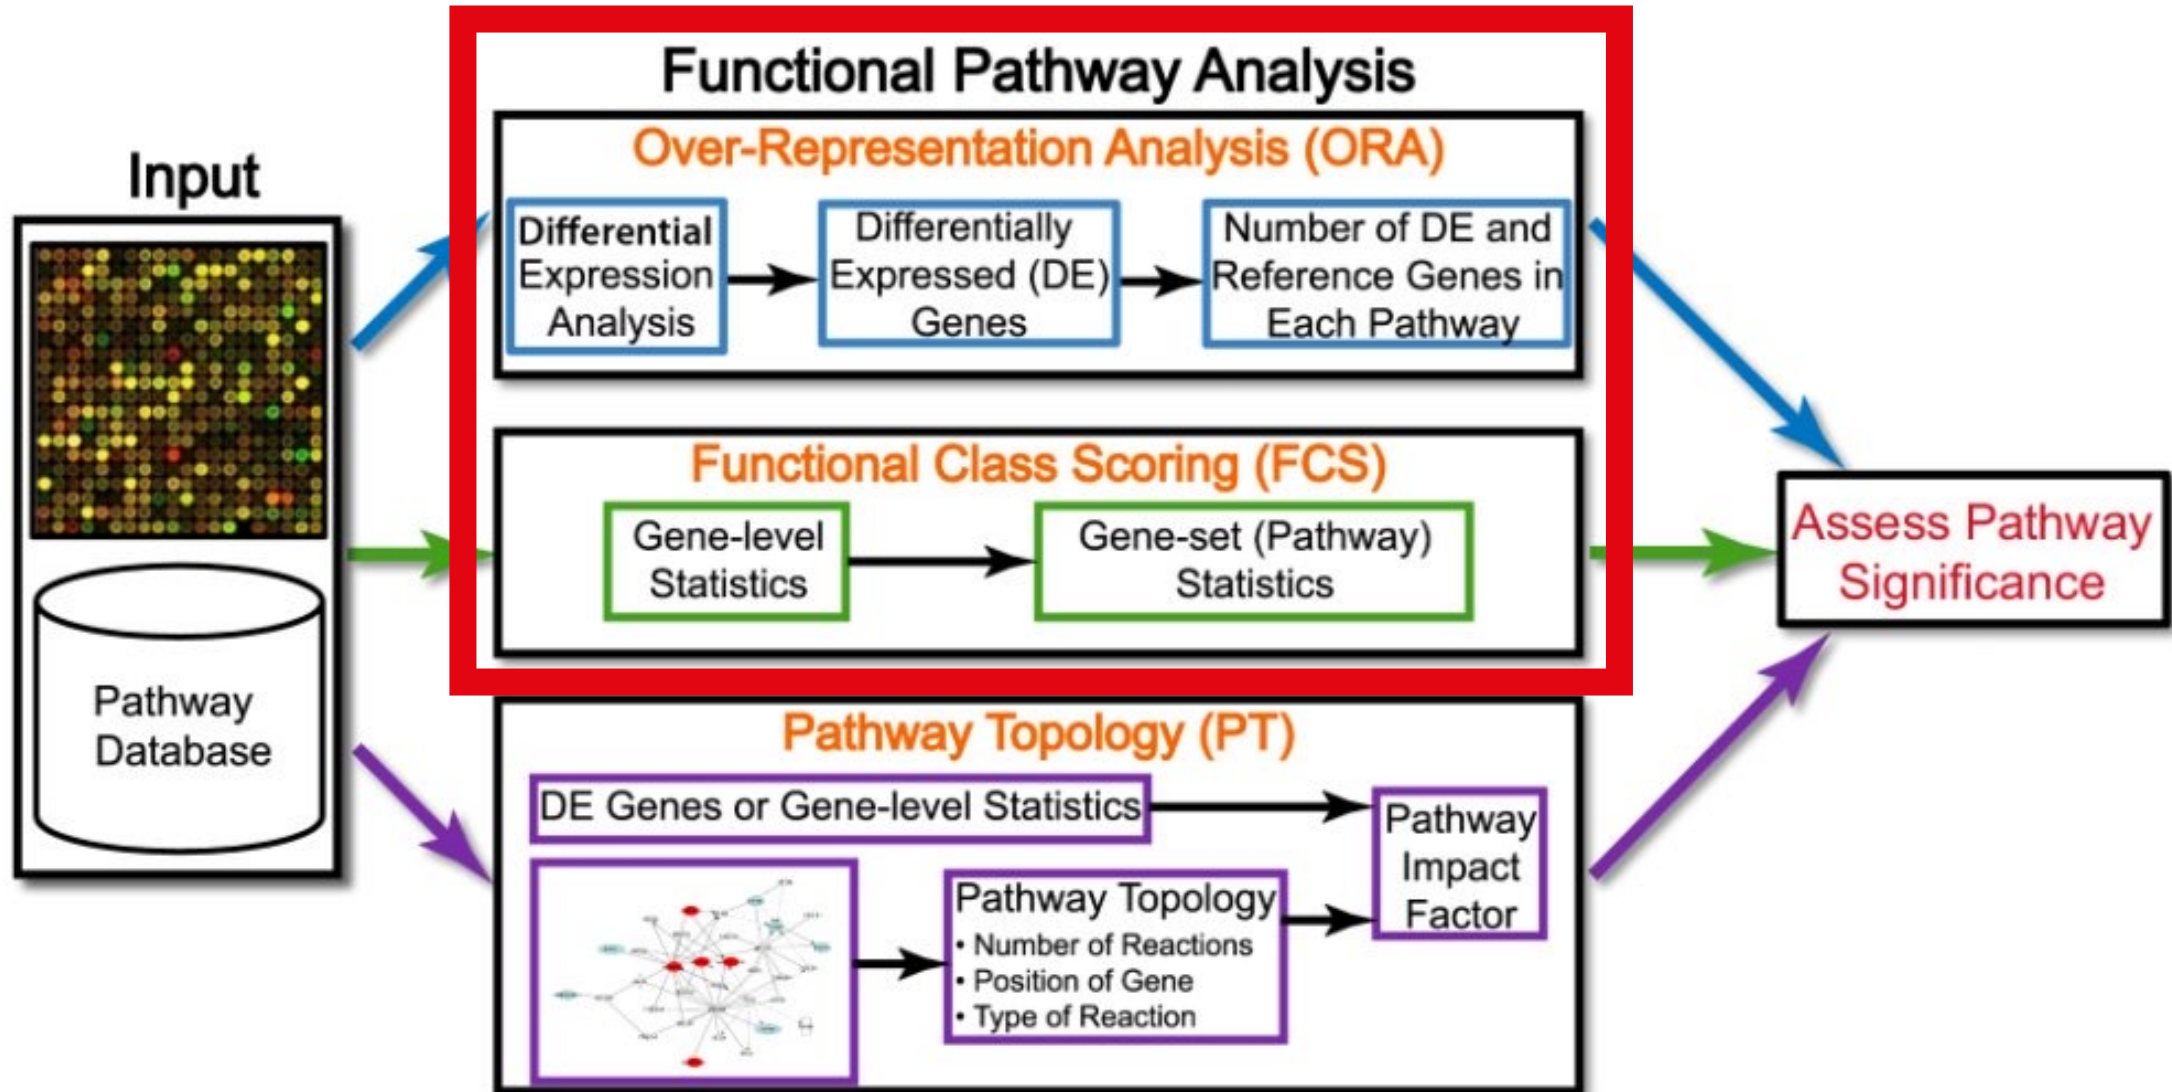 Functional Pathway Analysis
Input
Pathway
Database
Over-Representation Analysis (ORA)
Differential
Expression
Analysis
Differentially
Expressed (DE)
Genes
Number of DE and
Reference Genes in
Each Pathway
Functional Class Scoring (FCS)
Gene-level
Statistics
Gene-set (Pathway)
Statistics
Pathway Topology (PT)
DE Genes or Gene-level Statistics
Pathway Topology
• Number of Reactions
• Position of Gene
• Type of Reaction
Pathway
Impact
Factor
Assess Pathway
Significance